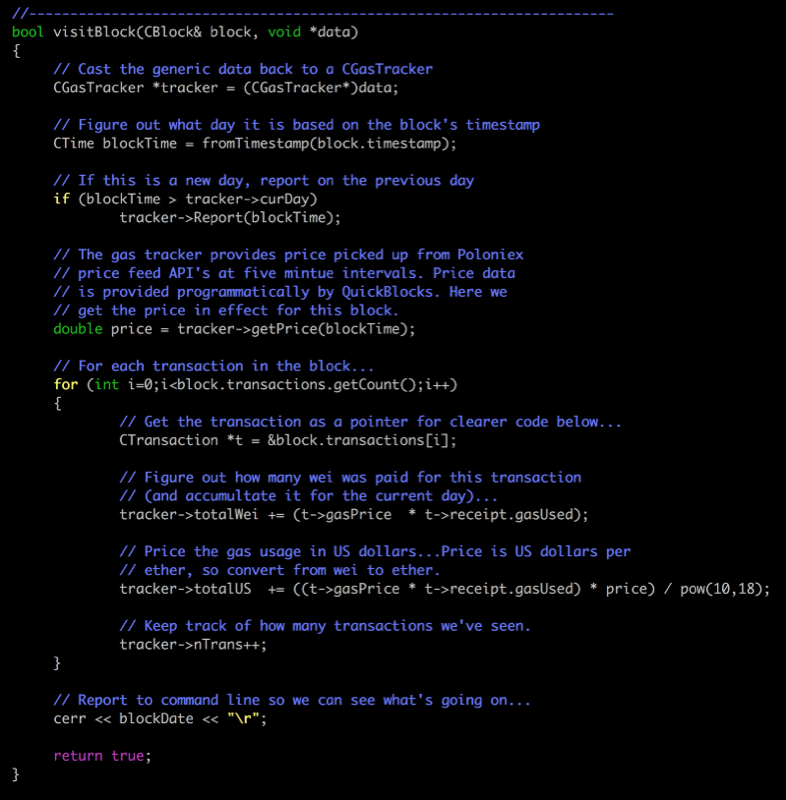 //-----------------------------------------------------------------------
bool visitBlock(CBlock& block, void *data)
{
// Cast the generic data back to a CGasTracker
CGasTracker *tracker = (CGasTracker*)data;
// Figure out what day it is based on the block's timestamp
CTime blockTime = fromTimestamp(block.timestamp);
// If this is a new day, report on the previous day
if (blockTime > tracker->curDay)
tracker->Report(blockTime);
// The gas tracker provides price picked up from Poloniex
// price feed API's at five mintue intervals. Price data
// is provided programmatically by QuickBlocks. Here we
// get the price in effect for this block.
double price = tracker->getPrice(blockTime);
// For each transaction in the block...
for (int i=0;i<block.transactions.getCount();i++)
{
// Get the transaction as a pointer for clearer code below...
CTransaction *t = &block.transactions[i];
// Figure out how many wei was paid for this transaction
// (and accumultate it for the current day)...
tracker->totalWei += (t->gasPrice  * t->receipt.gasUsed);
// Price the gas usage in US dollars...Price is US dollars per
// ether, so convert from wei to ether.
tracker->totalUS  += ((t->gasPrice * t->receipt.gasUsed) * price) / pow(10,18);
// Keep track of how many transactions we've seen.
tracker->nTrans++;
}
// Report to command line so we can see what's going on...
cerr << blockDate << "\r";
return true;
}